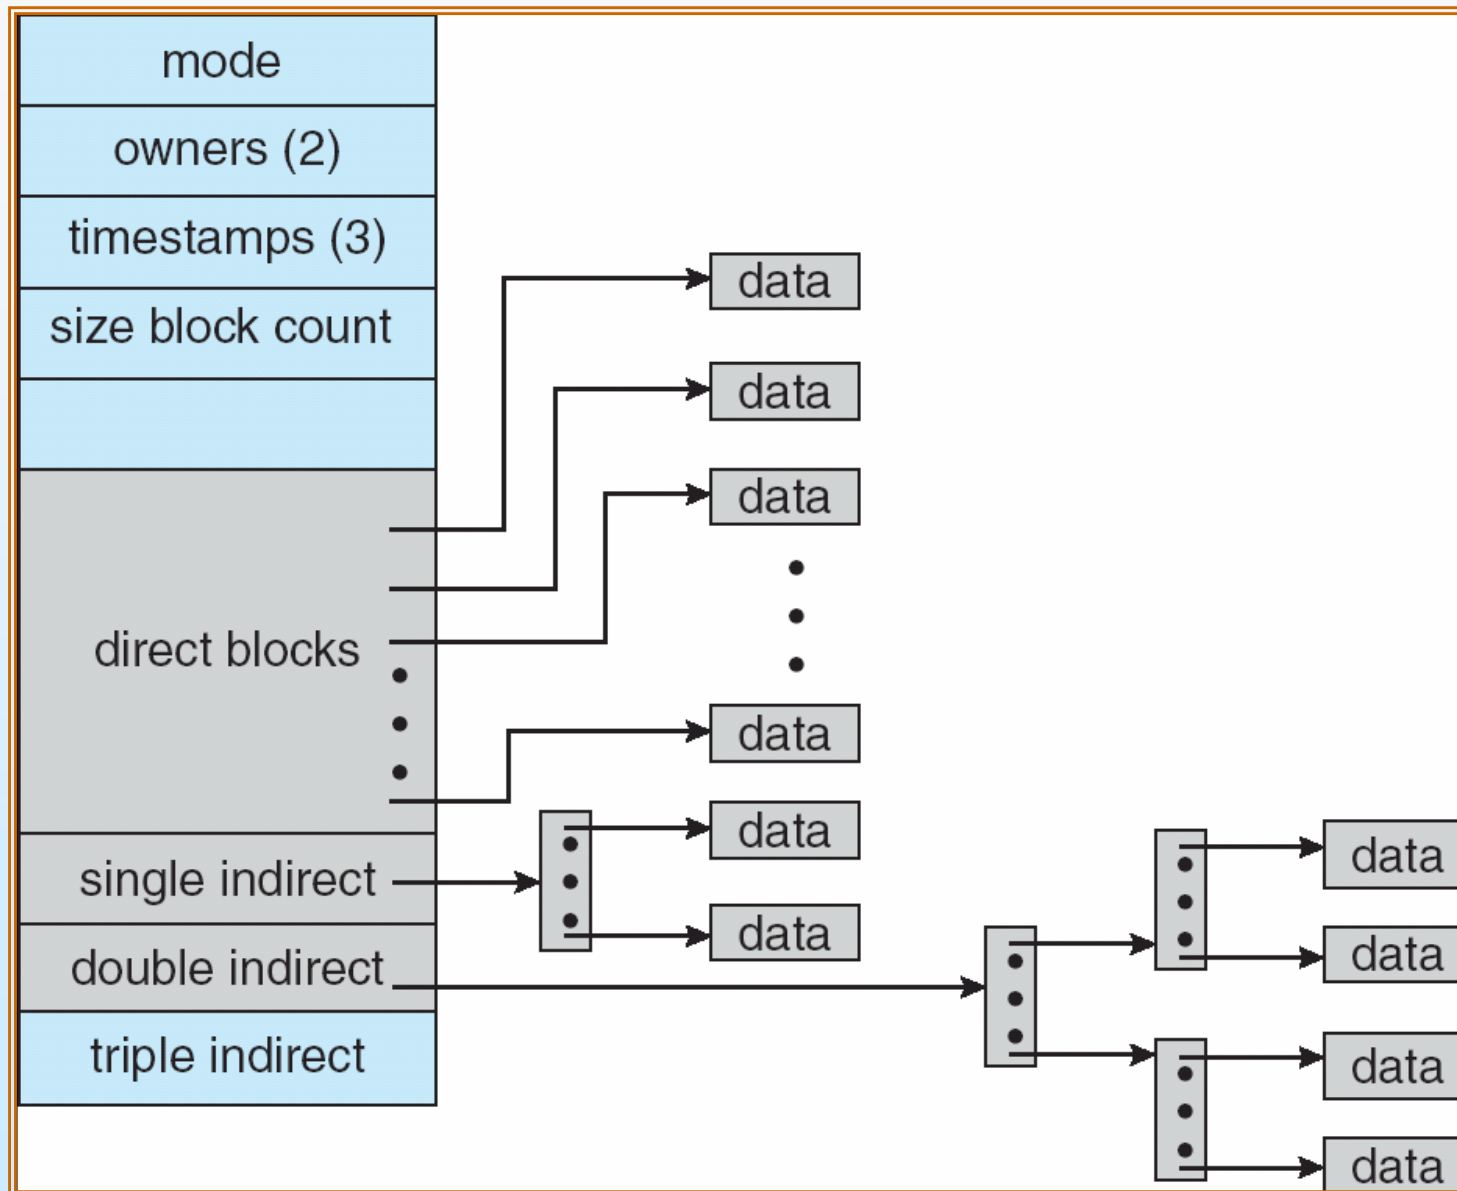 mode
owners (2)
timestamps (3)
size block count
direct blocks
single indirect
double indirect
triple indirect
data
data
data
data
data
data
data
data
data
data